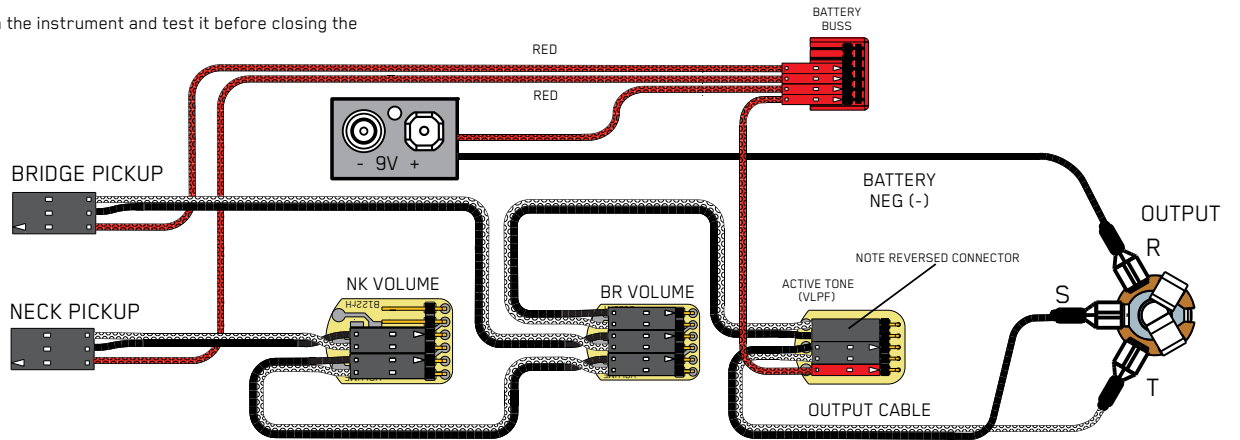 the instrument and test it before closing the
BATTERY
BUSS
RED
RED
- 9V +
BRIDGE PICKUP
BATTERY
NEG (-)
OUTPUT
R
NOTE REVERSED CONNECTOR
NK VOLUME
BR VOLUME
ACTIVE TONE
(VLPF)
S
B122-H
NECK PICKUP
T
OUTPUT CABLE